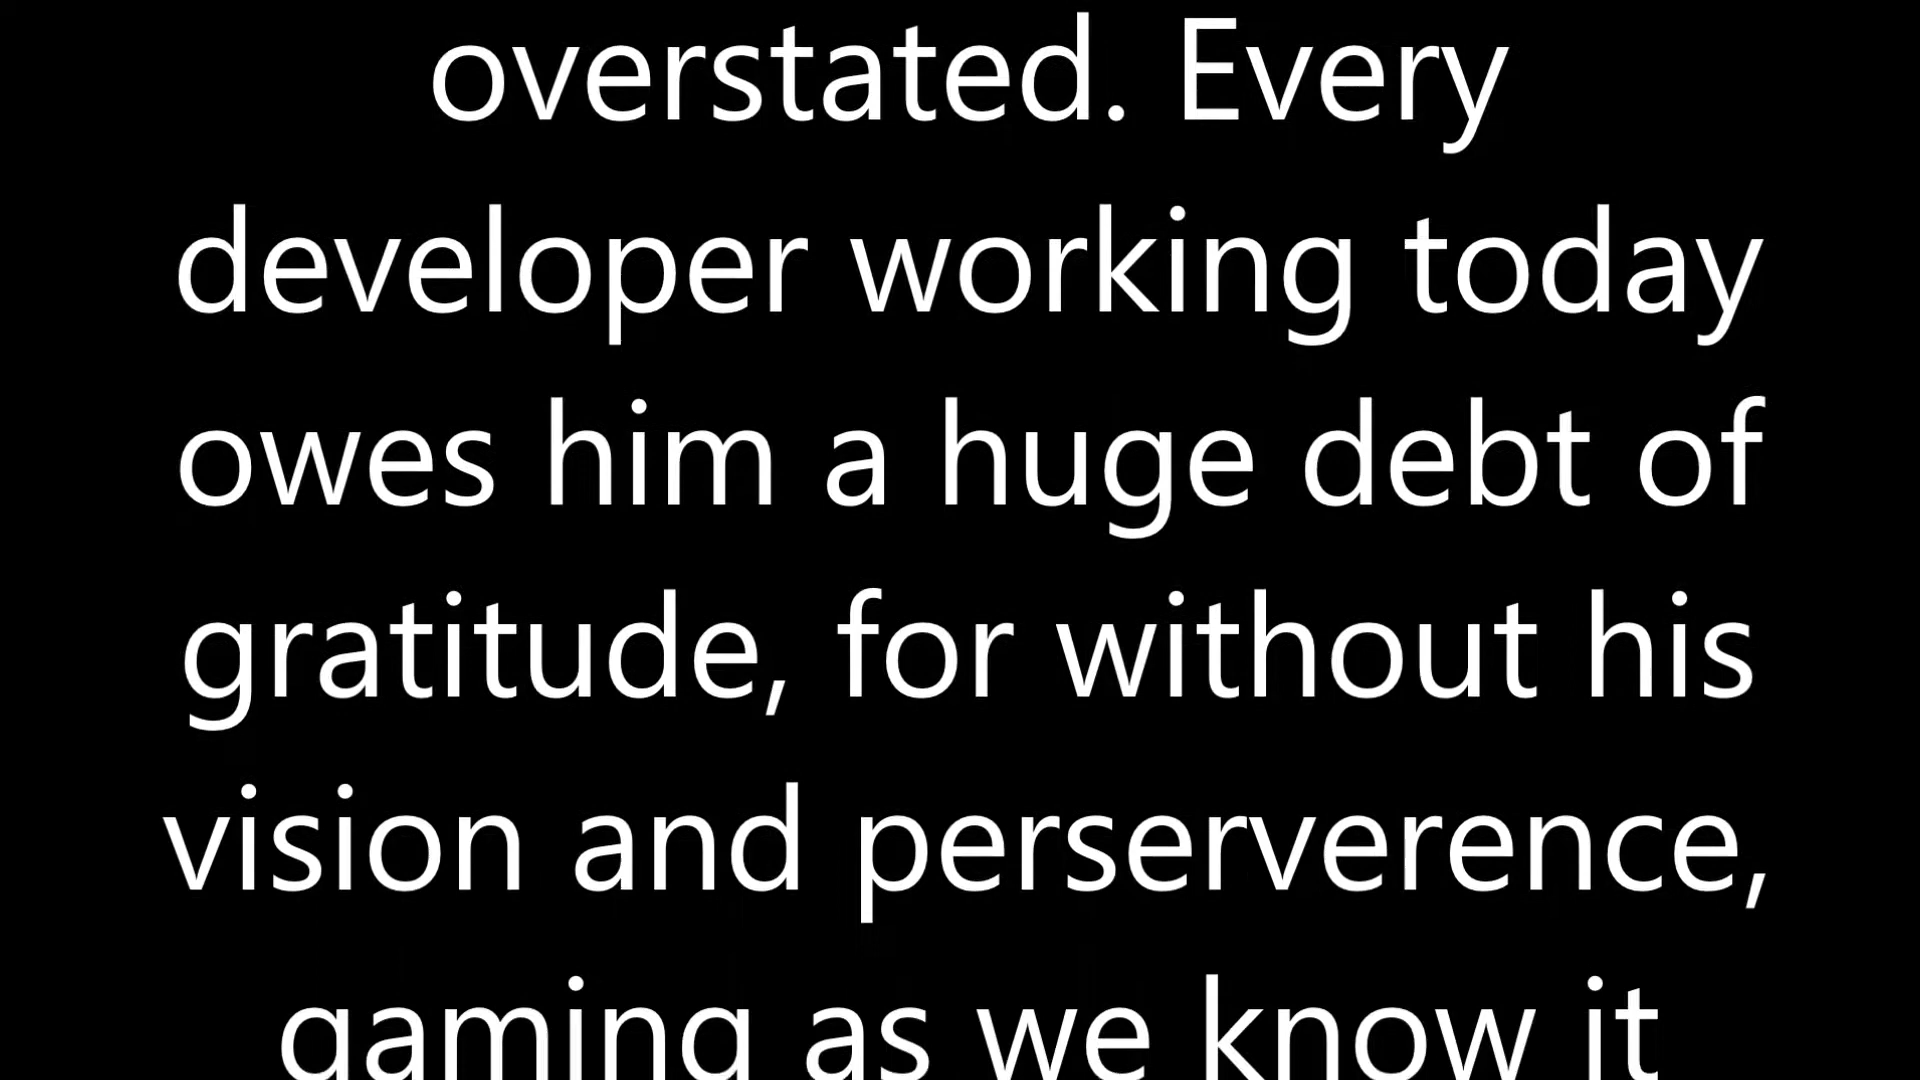 overstated. Every
developer working today
owes him a huge debt of
gratitude, for without his
vision and perserverence,
gaming as we know it